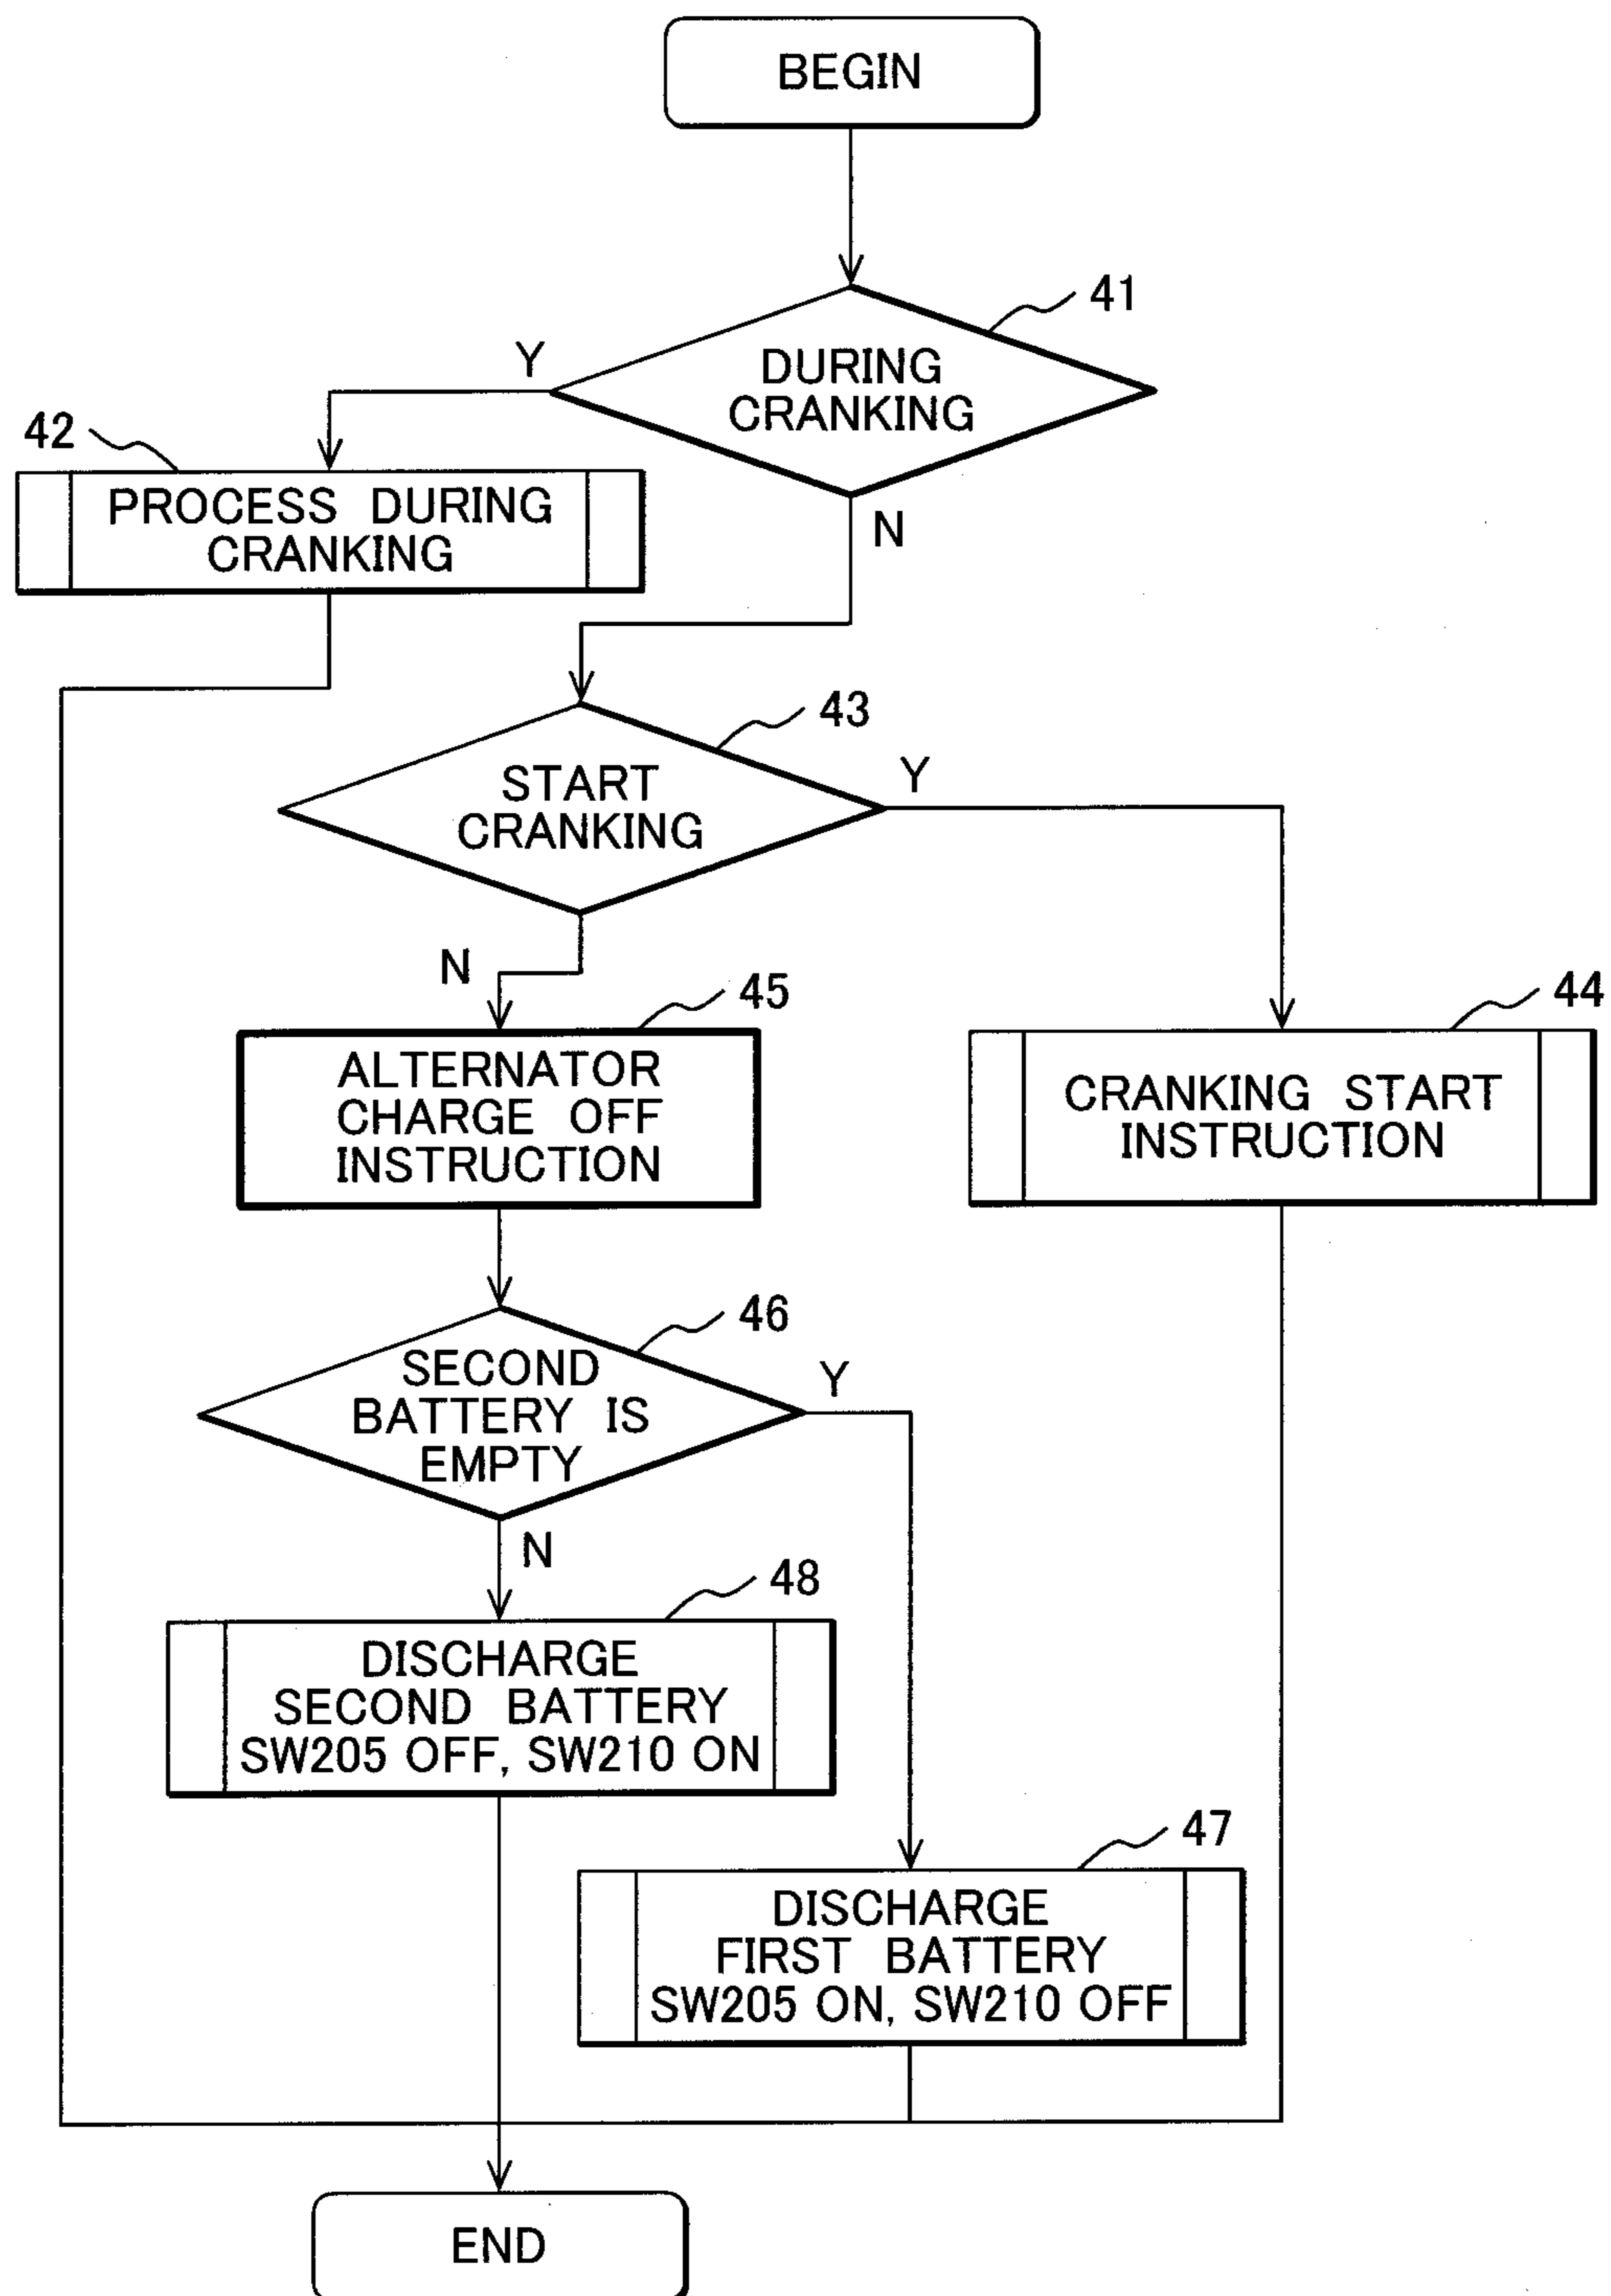 BEGIN
41
DURING
CRANKING
Y
N
42
PROCESS DURING
CRANKING
43
START
CRANKING
Y
N
45
ALTERNATOR
CHARGE OFF
INSTRUCTION
44
CRANKING START
INSTRUCTION
46
SECOND
BATTERY IS
EMPTY
Y
N
48
DISCHARGE
SECOND BATTERY
SW205 OFF, SW210 ON
47
DISCHARGE
FIRST BATTERY
SW205 ON, SW210 OFF
END